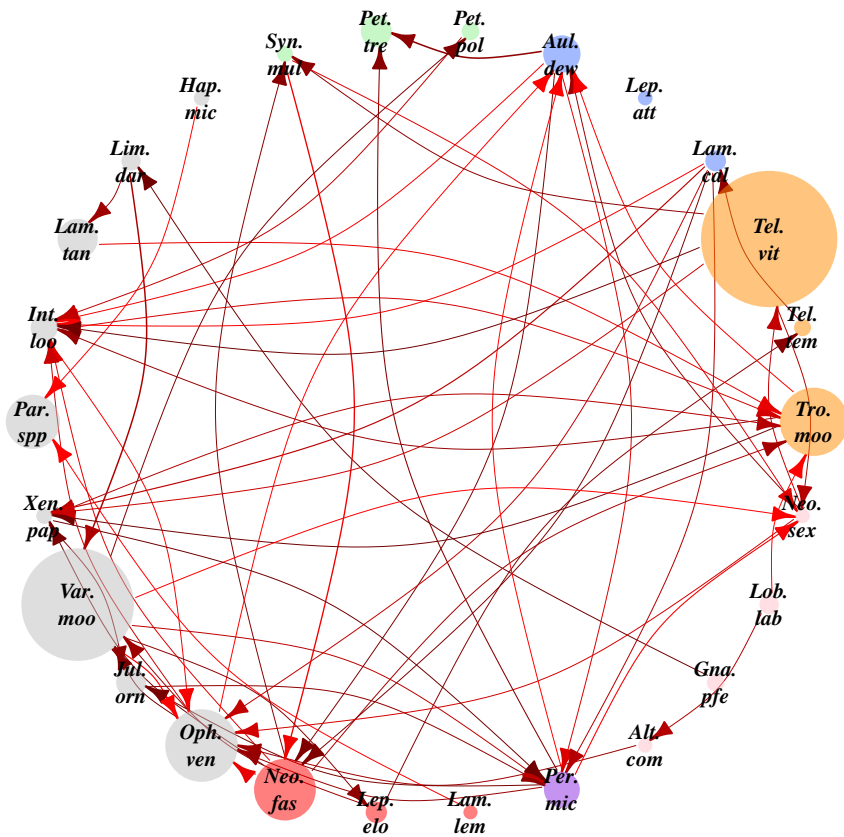 Pet.
tre
Pet.
pol
Syn.
mul
Aul.
dew
Hap.
mic
Lep.
att
Lim.
dar
Lam.
cal
Lam.
tan
Tel.
vit
Int.
loo
Tel.
tem
Par.
spp
Tro.
moo
Xen.
pap
Neo.
sex
Var.
moo
Lob.
lab
Jul.
orn
Gna.
pfe
Oph.
ven
Alt.
com
Neo.
fas
Per.
mic
Lep.
elo
Lam.
lem